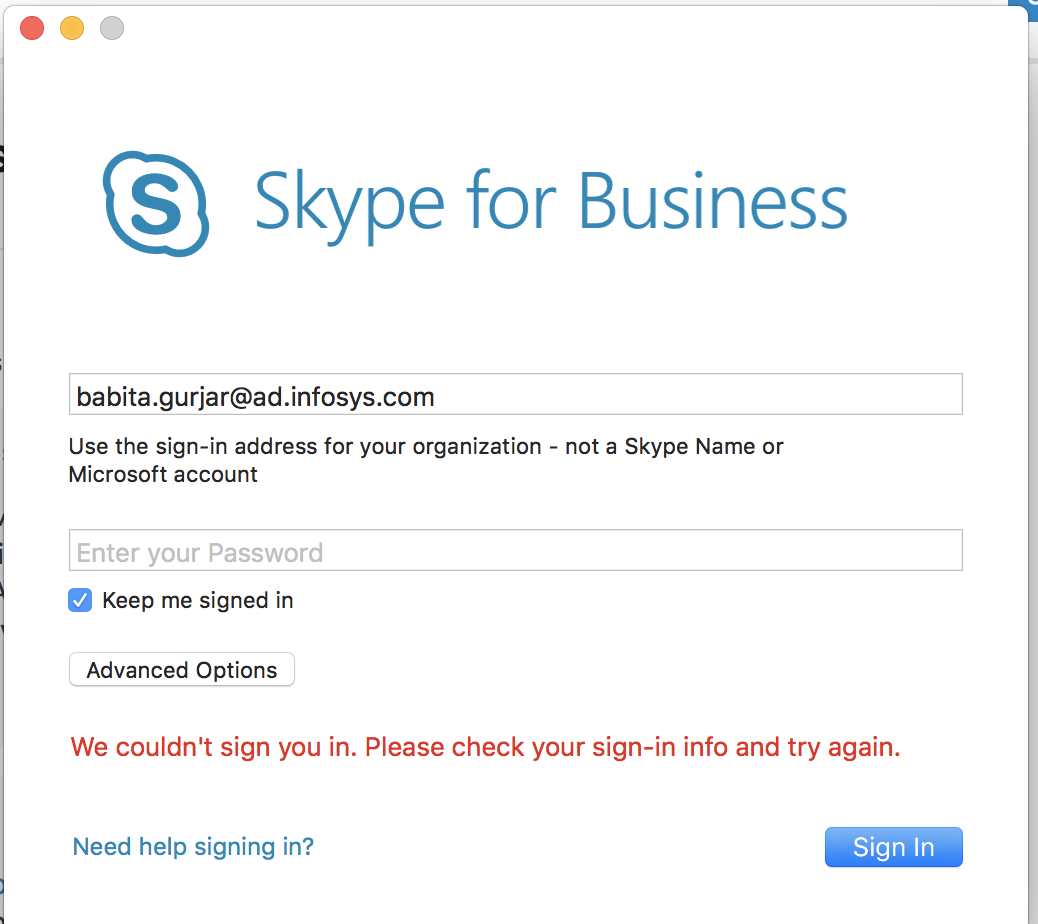 Skype for Business
babita.gurjar@ad.infosys.com
Use the sign-in address for your organization - not a Skype Name or
Microsoft account
Enter your Password
Keep me signed in
Advanced Options
We couldn't sign you in. Please check your sign-in info and try again.
Need help signing in?
Sign In